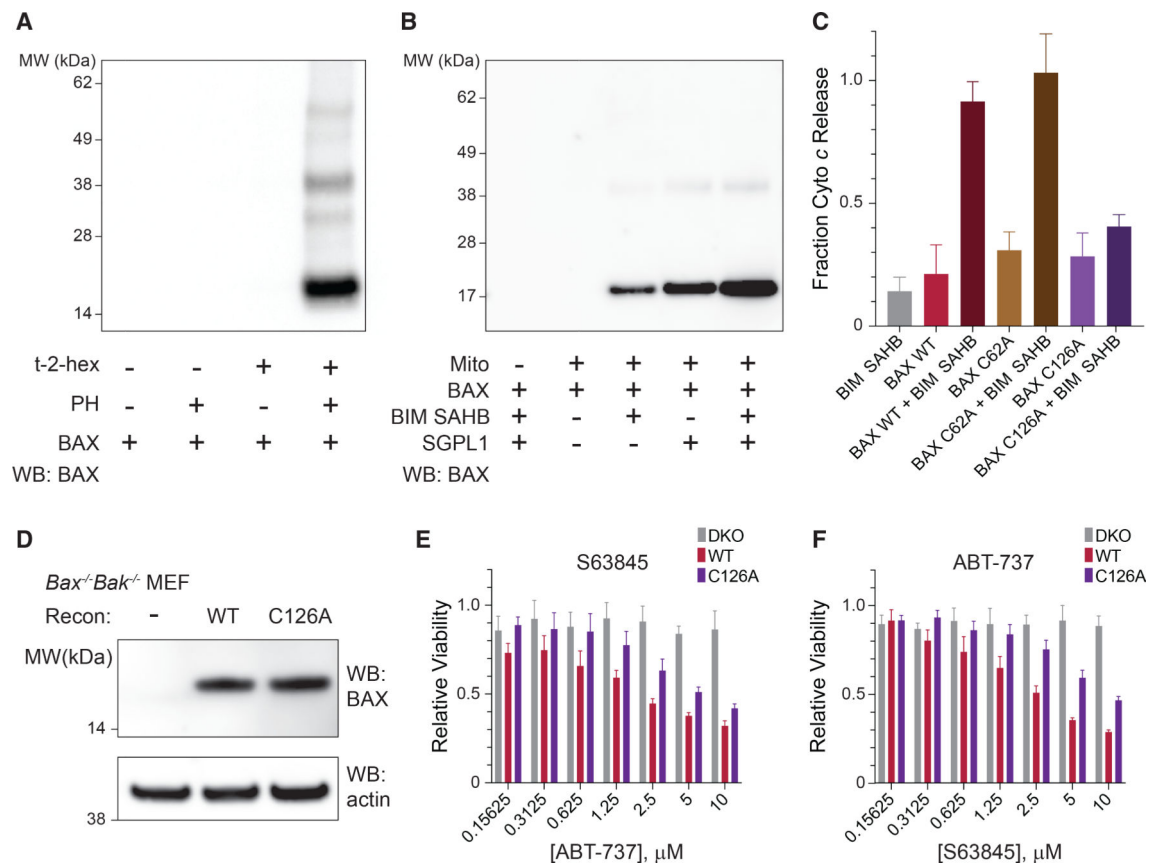 A
MW (kDa)
62
49
38
28
14
t-2-hex - - + +
PH - + - +
BAX + + + +
WB: BAX
B
MW (kDa)
62
49
38
28
17
Mito - + + + +
BAX + + + + +
BIM SAHB + - + - +
SGPL1 + - - + +
WB: BAX
C
Fraction Cyto c Release
1.0
0.5
0
BIM SAHB
BAX WT
BAX WT + BIM SAHB
BAX C62A
BAX C62A + BIM SAHB
BAX C126A
BAX C126A + BIM SAHB
D
Bax-/-Bak-/- MEF
Recon: - WT C126A
MW(kDa)
WB:
BAX
14
WB:
actin
38
E
S63845
DKO
WT
C126A
Relative Viability
1.0
0.5
0
0.15625
0.3125
0.625
1.25
2.5
5
10
[ABT-737], μM
F
ABT-737
DKO
WT
C126A
Relative Viability
1.0
0.5
0
0.15625
0.3125
0.625
1.25
2.5
5
10
[S63845], μM